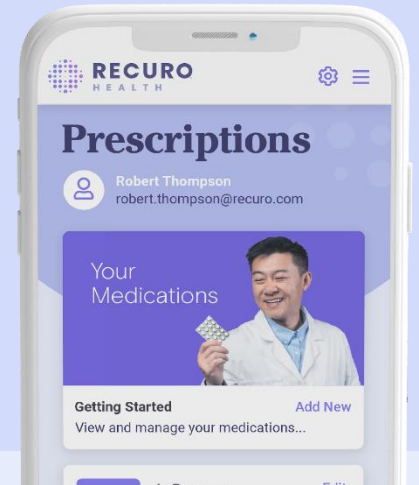 RECURO
HEALTH
Prescriptions
Robert Thompson
robert.thompson@recuro.com
Your
Medications
Getting Started
Add New
View and manage your medications...
Edit